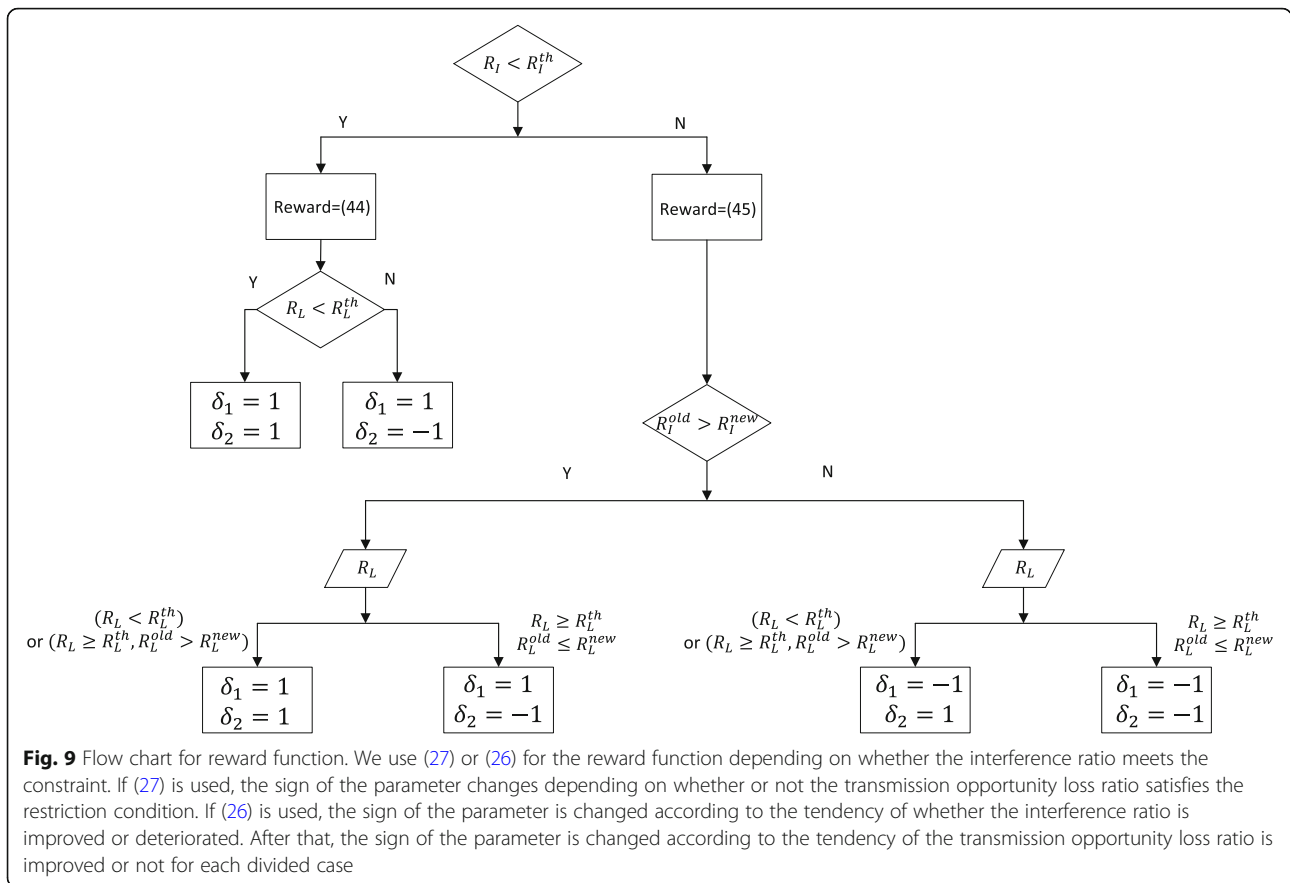 R_I < R_I^{th}
Y N
Reward=(44) Reward=(45)
Y N
R_L < R_L^{th}
δ_1 = 1 δ_1 = 1
δ_2 = 1 δ_2 = −1
R_I^{old} > R_I^{new}
Y N
R_L R_L
(R_L < R_L^{th})
or (R_L ≥ R_L^{th}, R_L^{old} > R_L^{new})
R_L ≥ R_L^{th}
R_L^{old} ≤ R_L^{new}
(R_L < R_L^{th})
or (R_L ≥ R_L^{th}, R_L^{old} > R_L^{new})
R_L ≥ R_L^{th}
R_L^{old} ≤ R_L^{new}
δ_1 = 1 δ_1 = 1 δ_1 = −1 δ_1 = −1
δ_2 = 1 δ_2 = −1 δ_2 = 1 δ_2 = −1
Fig. 9 Flow chart for reward function. We use (27) or (26) for the reward function depending on whether the interference ratio meets the
constraint. If (27) is used, the sign of the parameter changes depending on whether or not the transmission opportunity loss ratio satisfies the
restriction condition. If (26) is used, the sign of the parameter is changed according to the tendency of whether the interference ratio is
improved or deteriorated. After that, the sign of the parameter is changed according to the tendency of the transmission opportunity loss ratio is
improved or not for each divided case